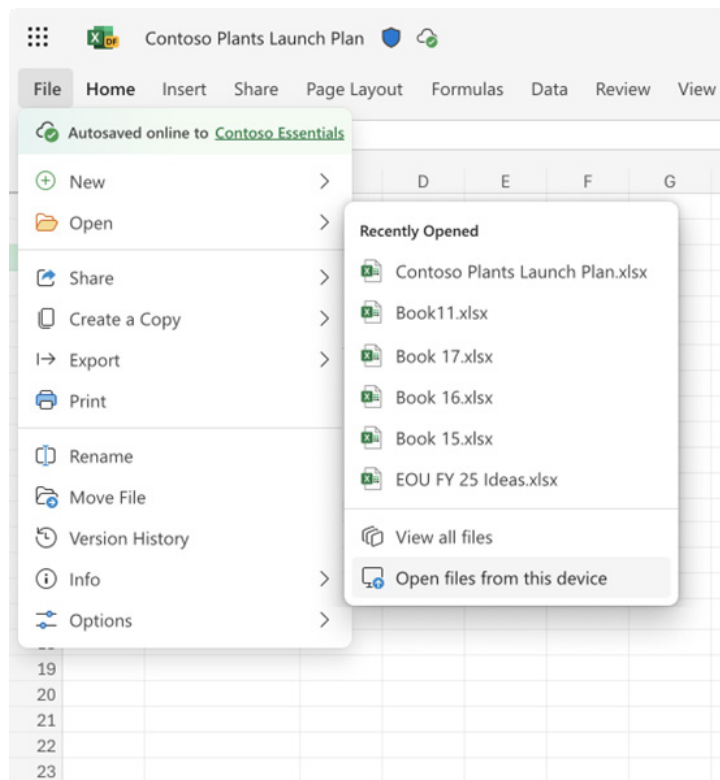 X DF Contoso Plants Launch Plan
File Home Insert Share Page Layout Formulas Data Review View
Autosaved online to Contoso Essentials
New
Open
Share
Create a Copy
Export
Print
Rename
Move File
Version History
Info
Options
D E F G
Recently Opened
Contoso Plants Launch Plan.xlsx
Book11.xlsx
Book 17.xlsx
Book 16.xlsx
Book 15.xlsx
EOU FY 25 Ideas.xlsx
View all files
Open files from this device
19
20
21
22
23